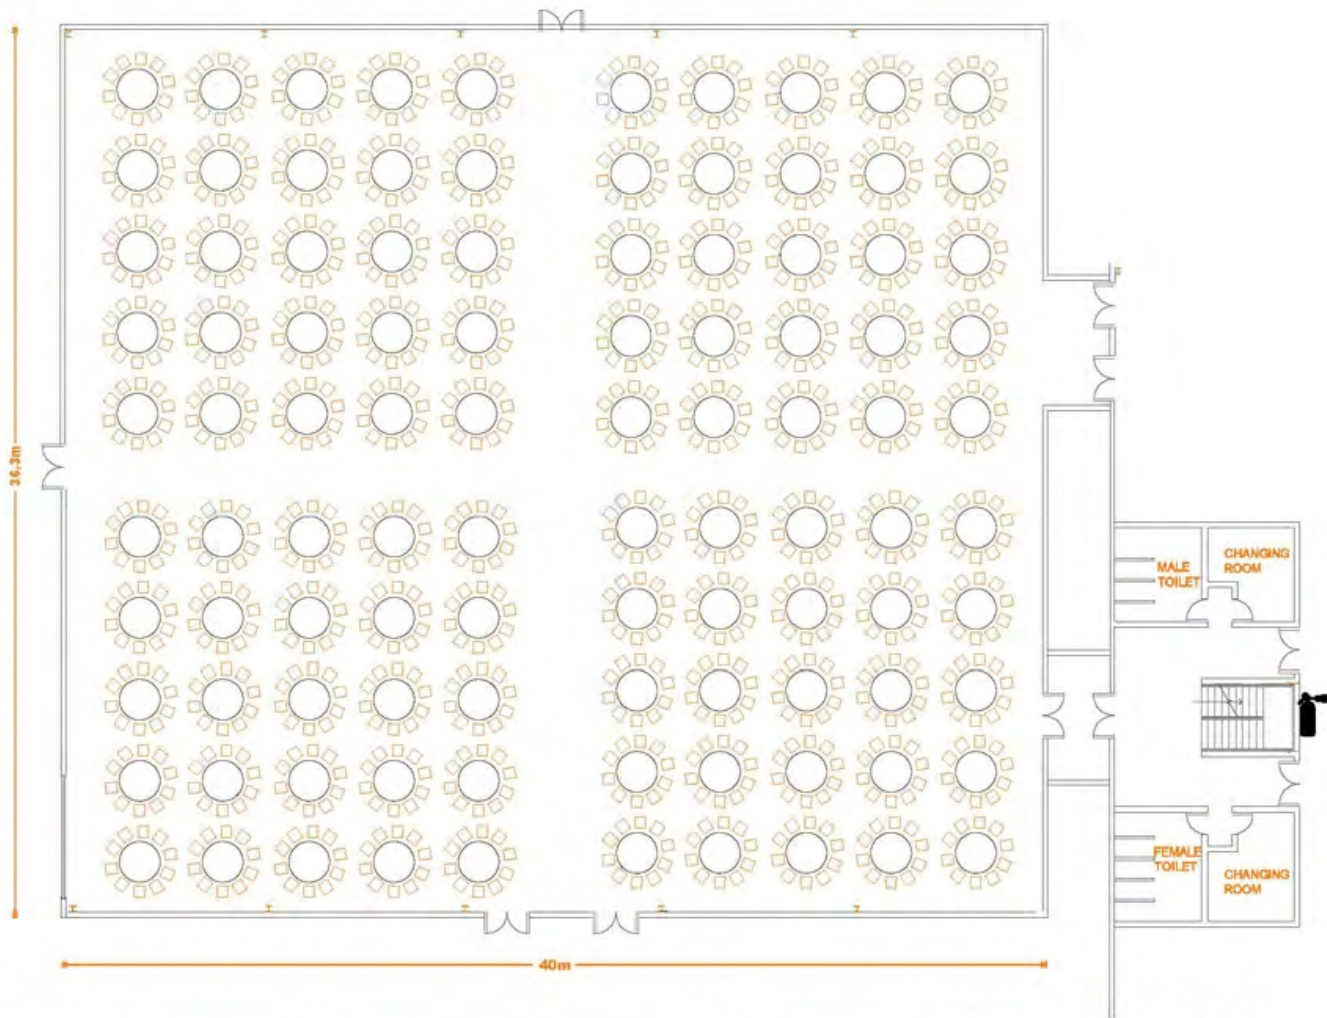 36.3m
MALE
TOILET
CHANGING
ROOM
FEMALE
TOILET
CHANGING
ROOM
40m